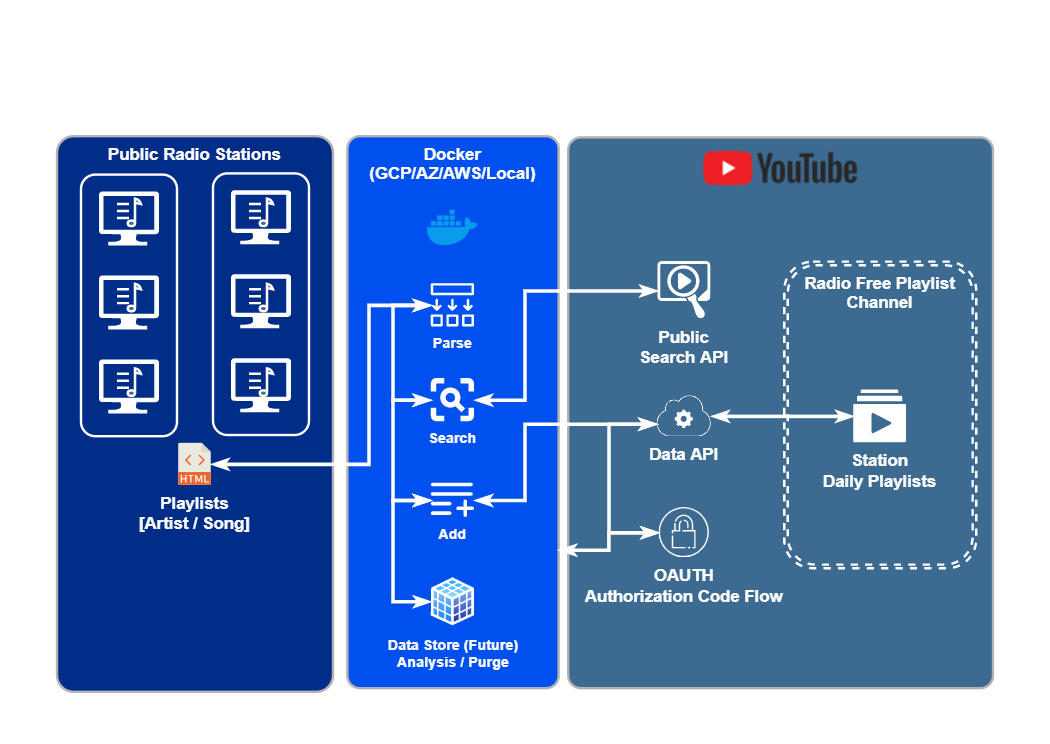 Public Radio Stations
HTML
Playlists
[Artist / Song]
Docker
(GCP/AZ/AWS/Local)
Parse
Search
Add
Data Store (Future)
Analysis / Purge
YouTube
Public
Search API
Data API
OAUTH
Authorization Code Flow
Radio Free Playlist
Channel
Station
Daily Playlists